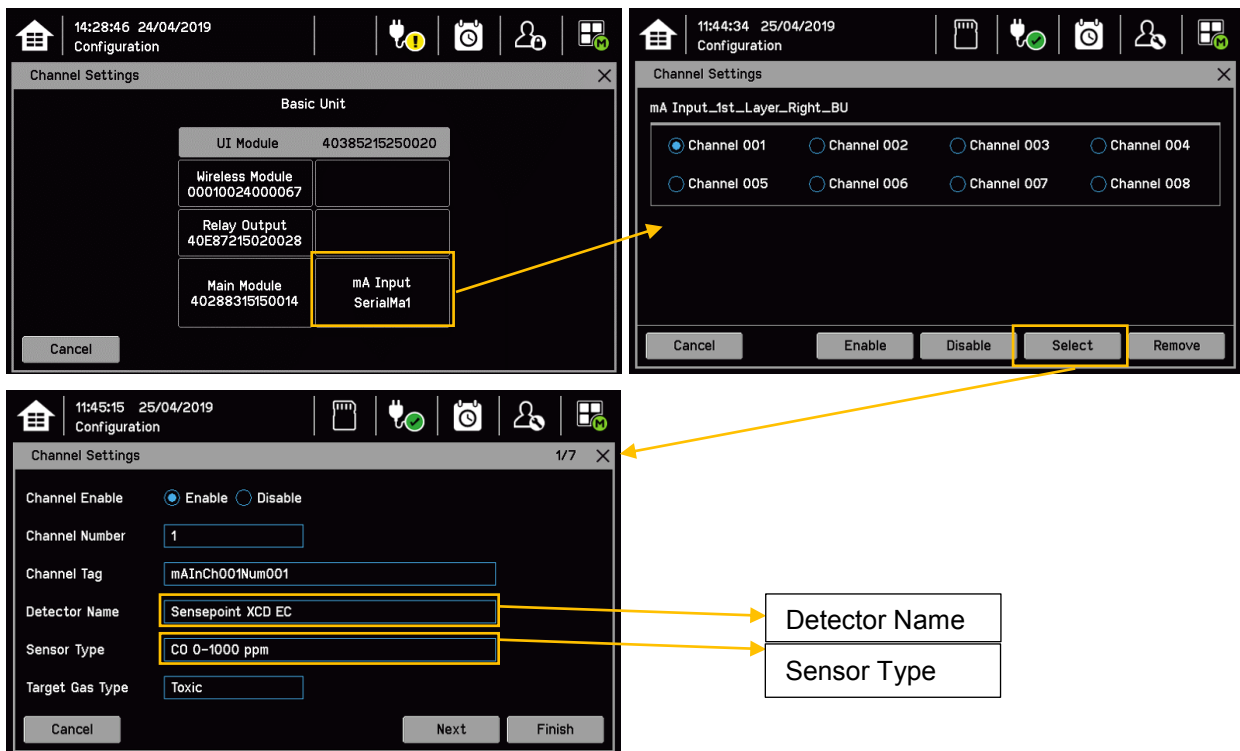 14:28:46 24/04/2019
Configuration
Channel Settings
Basic Unit
UI Module 40385215250020
Wireless Module
00010024000067
Relay Output
40E87215020028
Main Module
40288315150014
mA Input
SerialMa1
Cancel
M
11:44:34 25/04/2019
Configuration
Channel Settings
mA Input_1st_Layer_Right_BU
Channel 001 Channel 002 Channel 003 Channel 004
Channel 005 Channel 006 Channel 007 Channel 008
Cancel Enable Disable Select Remove
M
11:45:15 25/04/2019
Configuration
Channel Settings 1/7
Channel Enable Enable Disable
Channel Number 1
Channel Tag mAInCh001Num001
Detector Name Sensepoint XCD EC
Sensor Type CO 0-1000 ppm
Target Gas Type Toxic
Cancel Next Finish
M
Detector Name
Sensor Type